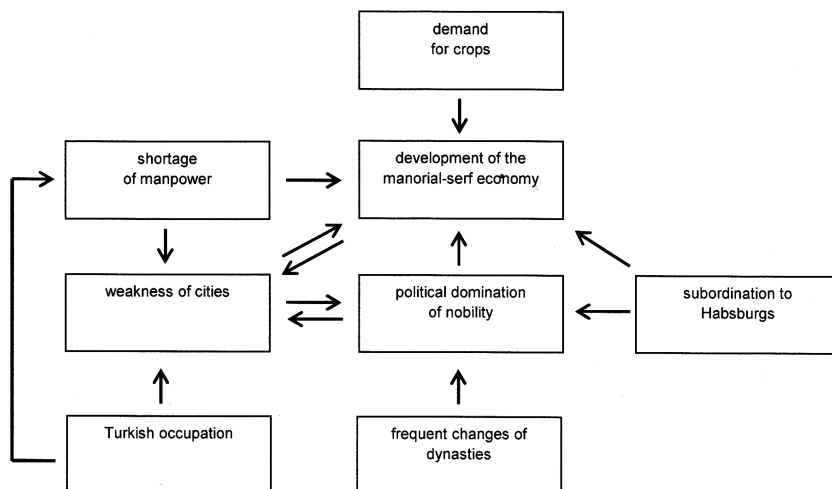 demand
for crops
shortage
of manpower
development of the
manorial-serf economy
weakness of cities
political domination
of nobility
subordination to
Habsburgs
Turkish occupation
frequent changes of
dynasties